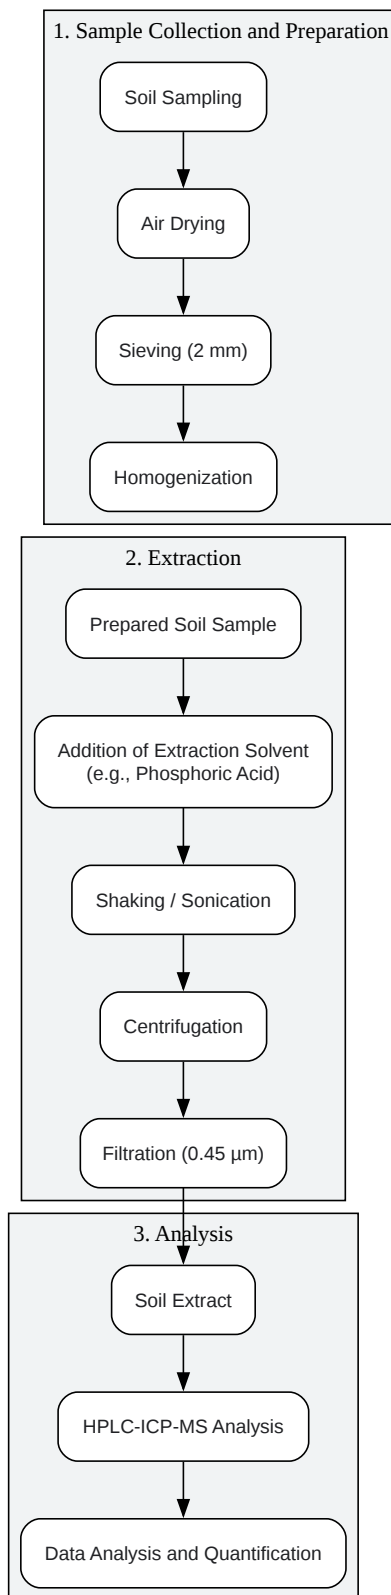 1. Sample Collection and Preparation
Soil Sampling
Air Drying
Sieving (2 mm)
Homogenization
2. Extraction
Prepared Soil Sample
Addition of Extraction Solvent
(e.g., Phosphoric Acid)
Shaking / Sonication
Centrifugation
Filtration (0.45 µm)
3. Analysis
Soil Extract
HPLC-ICP-MS Analysis
Data Analysis and Quantification